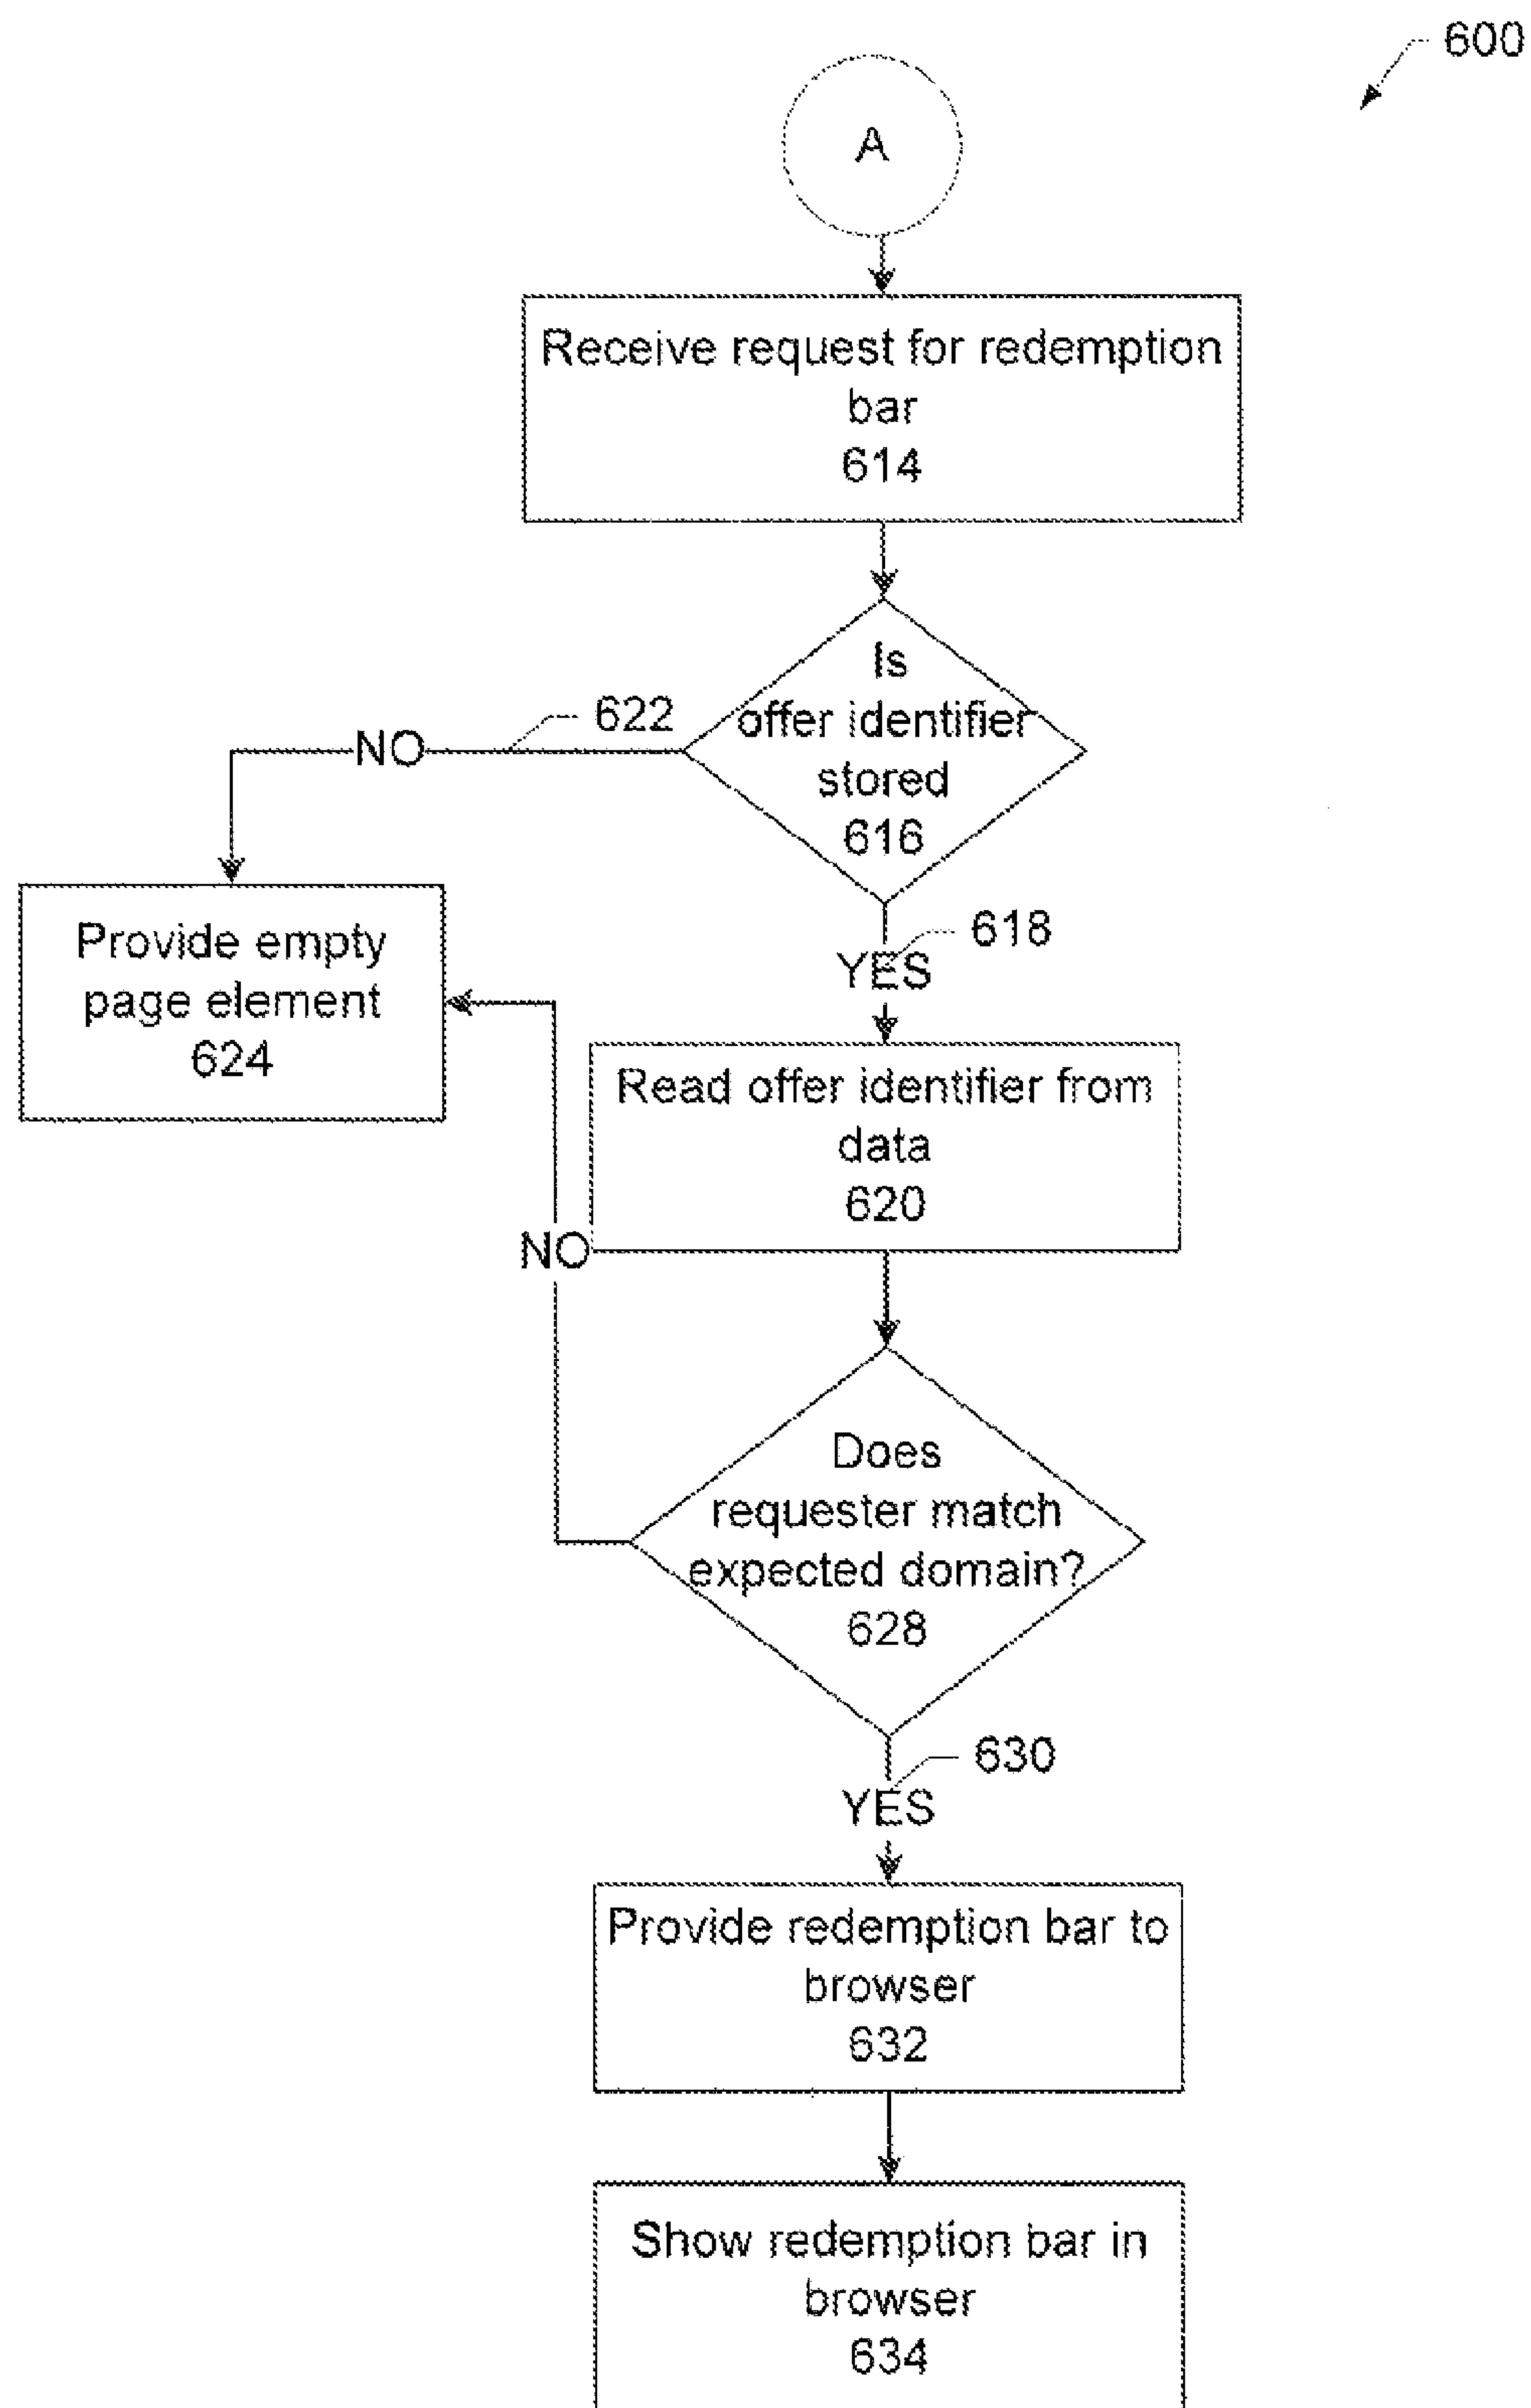 600
A
Receive request for redemption
bar
614
Is
offer identifier
stored
616
622
NO
618
YES
Provide empty
page element
624
Read offer identifier from
data
620
NO
Does
requester match
expected domain?
628
630
YES
Provide redemption bar to
browser
632
Show redemption bar in
browser
634